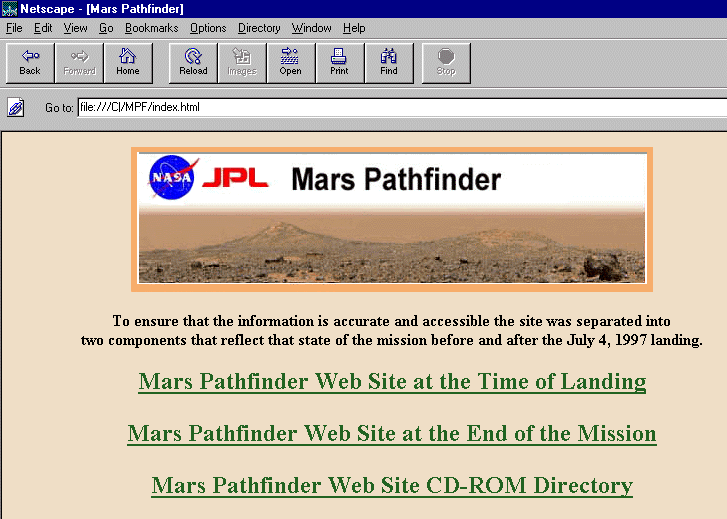 Netscape - [Mars Pathfinder]
File Edit View Go Bookmarks Options Directory Window Help
Back Forward Home Reload Images Open Print Find Stop
Go to: file:///C|/MPF/index.html
NASA JPL Mars Pathfinder
To ensure that the information is accurate and accessible the site was separated into
two components that reflect that state of the mission before and after the July 4, 1997 landing.
Mars Pathfinder Web Site at the Time of Landing
Mars Pathfinder Web Site at the End of the Mission
Mars Pathfinder Web Site CD-ROM Directory